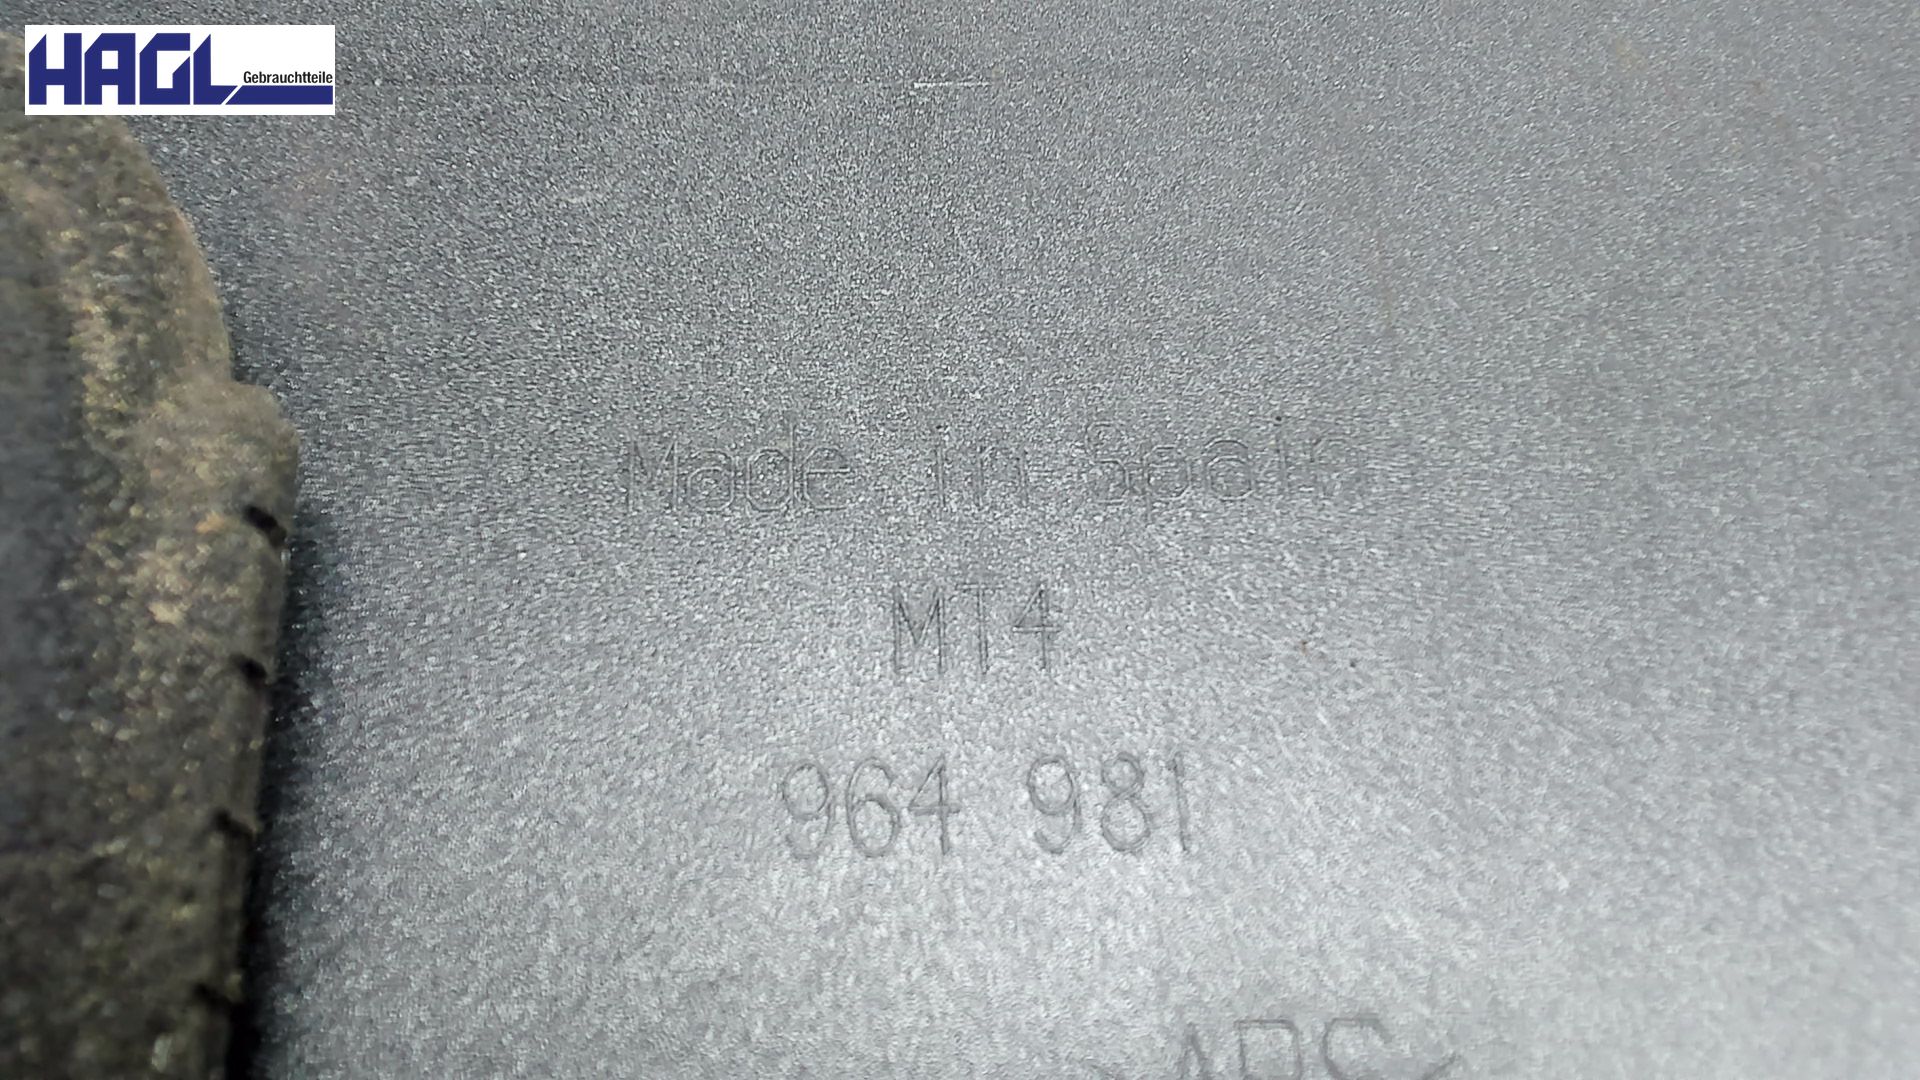 HAGL
Gebrauchtteile
Made in Spain
MT4
964 981